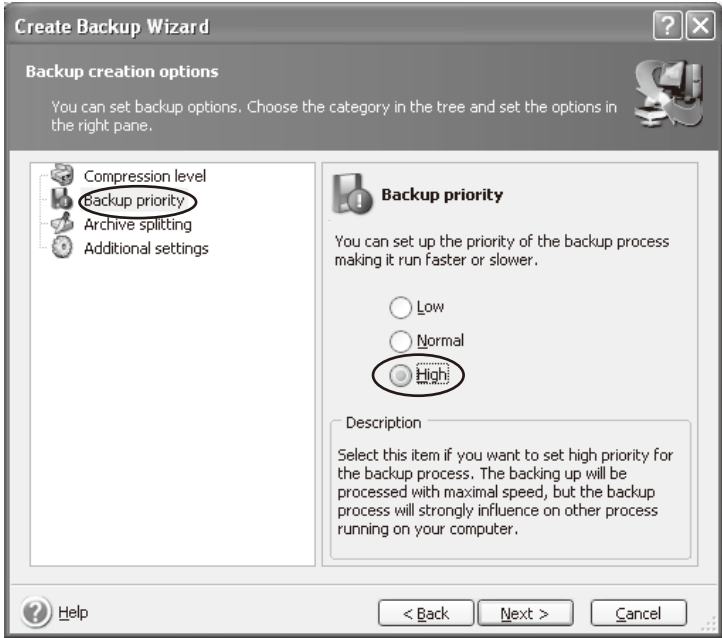 Create Backup Wizard
Backup creation options
You can set backup options. Choose the category in the tree and set the options in
the right pane.
Compression level
Backup priority
Archive splitting
Additional settings
Backup priority
You can set up the priority of the backup process
making it run faster or slower.
Low
Normal
High
Description
Select this item if you want to set high priority for
the backup process. The backing up will be
processed with maximal speed, but the backup
process will strongly influence on other process
running on your computer.
Help
< Back
Next >
Cancel